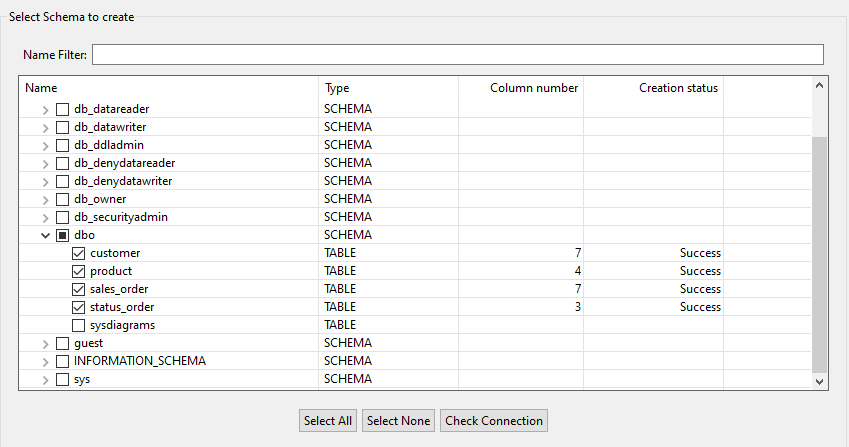 Select Schema to create
Name Filter:
Name Type Column number Creation status
db_datareader SCHEMA
db_datawriter SCHEMA
db_ddladmin SCHEMA
db_denydatareader SCHEMA
db_denydatawriter SCHEMA
db_owner SCHEMA
db_securityadmin SCHEMA
dbo SCHEMA
customer TABLE 7 Success
product TABLE 4 Success
sales_order TABLE 7 Success
status_order TABLE 3 Success
sysdiagrams TABLE
guest SCHEMA
INFORMATION_SCHEMA SCHEMA
sys SCHEMA
Select All Select None Check Connection